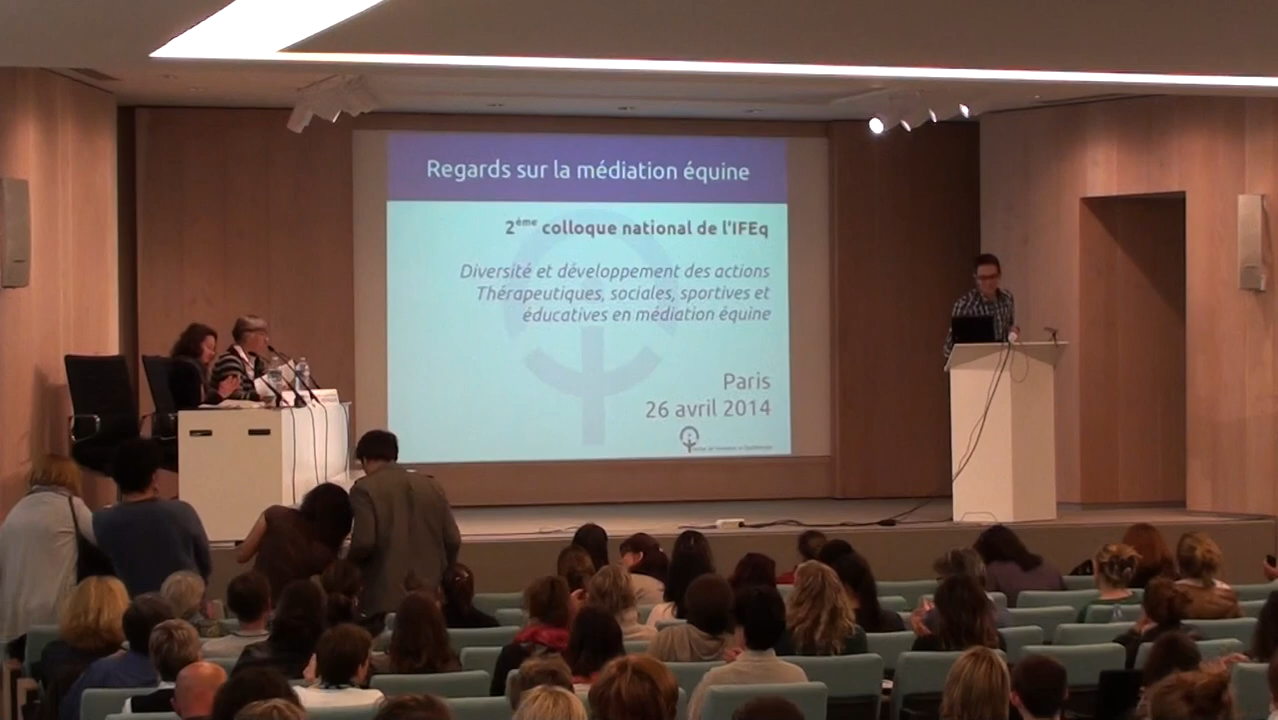 Regards sur la médiation équine
2ème colloque national de l'IFEq
Diversité et développement des actions
Thérapeutiques, sociales, sportives et
éducatives en médiation équine
Paris
26 avril 2014